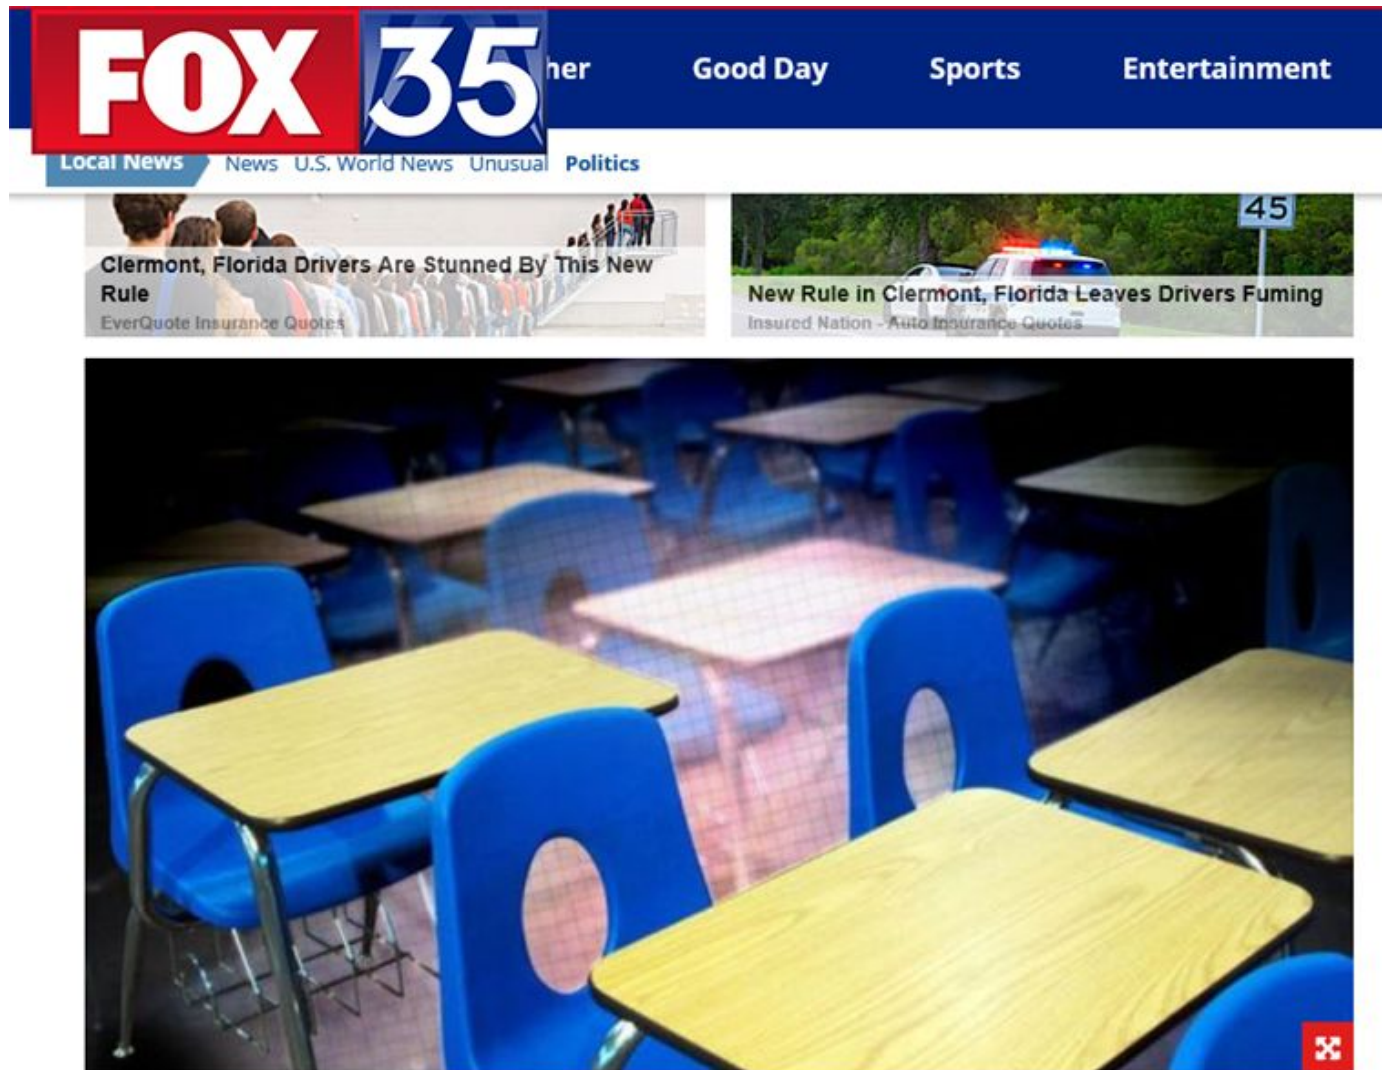 FOX 35
her Good Day Sports Entertainment
Local News News U.S. World News Unusual Politics
45
Clermont, Florida Drivers Are Stunned By This New
Rule
EverQuote Insurance Quotes
New Rule in Clermont, Florida Leaves Drivers Fuming
Insured Nation - Auto Insurance Quotes